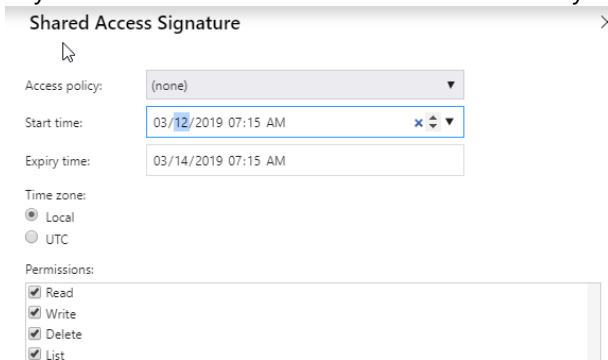 Shared Access Signature
Access policy: (none)
Start time: 03/12/2019 07:15 AM
Expiry time: 03/14/2019 07:15 AM
Time zone:
Local
UTC
Permissions:
Read
Write
Delete
List